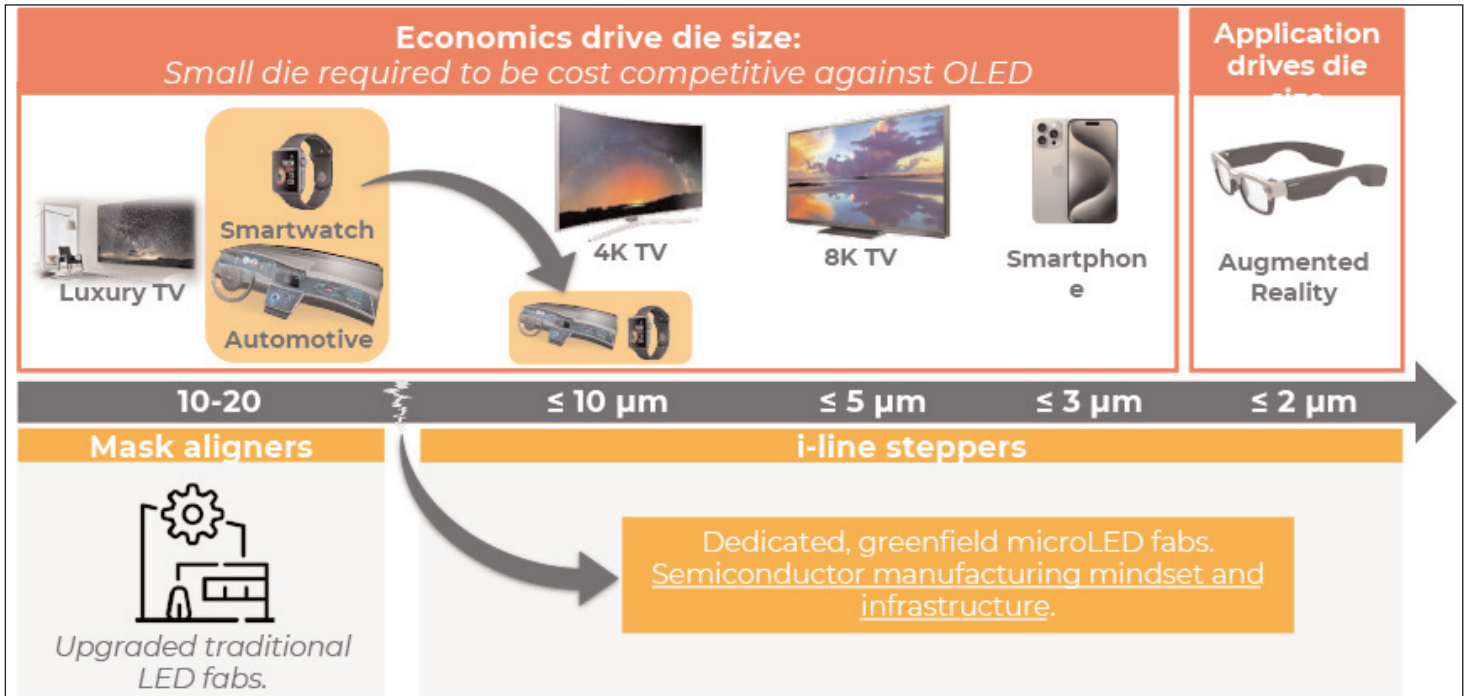 Economics drive die size:
Small die required to be cost competitive against OLED
Application
drives die
size
Luxury TV
Smartwatch
Automotive
4K TV
8K TV
Smartphon
e
Augmented
Reality
10-20
≤ 10 µm
≤ 5 µm
≤ 3 µm
≤ 2 µm
Mask aligners
i-line steppers
Upgraded traditional
LED fabs.
Dedicated, greenfield microLED fabs.
Semiconductor manufacturing mindset and
infrastructure.